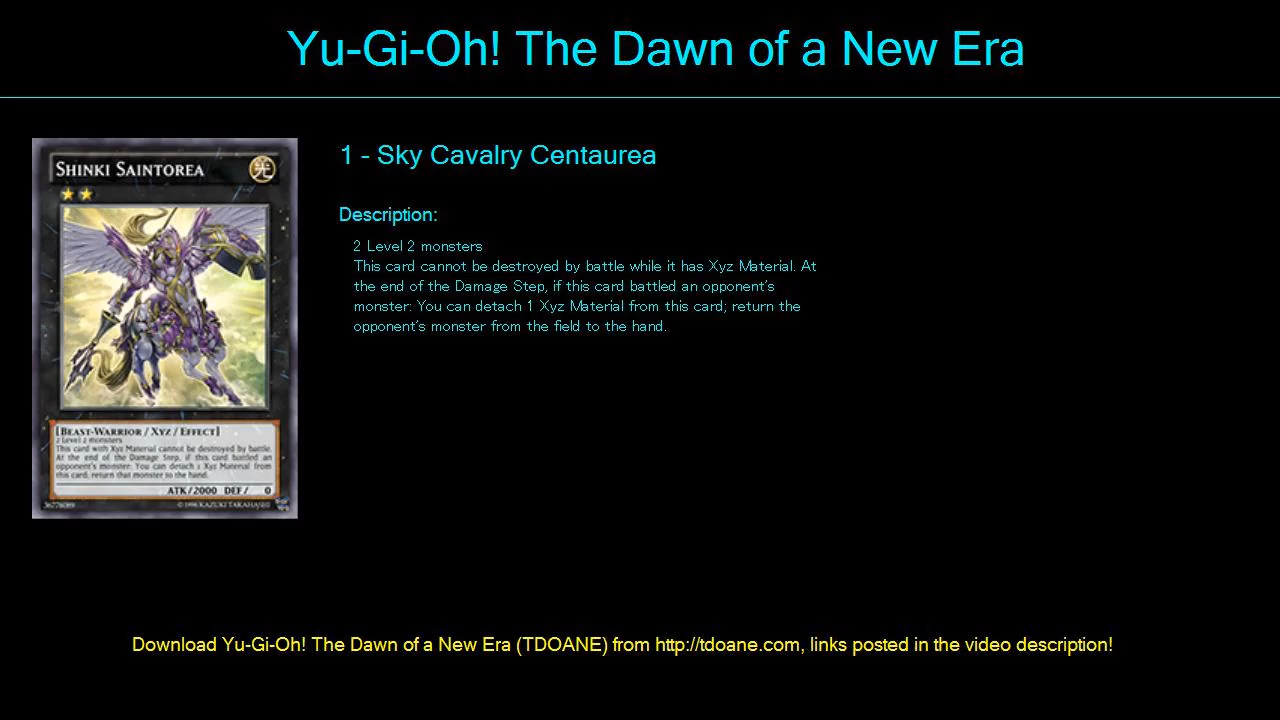 Yu-Gi-Oh! The Dawn of a New Era
SHINKI SAINTOREA
光
1 - Sky Cavalry Centaurea
Description:
2 Level 2 monsters
This card cannot be destroyed by battle while it has Xyz Material. At
the end of the Damage Step, if this card battled an opponent's
monster: You can detach 1 Xyz Material from this card; return the
opponent's monster from the field to the hand.
[BEAST-WARRIOR / XYZ / EFFECT]
2 Level 2 monsters
This card with Xyz Material cannot be destroyed by battle.
At the end of the Damage Step, if this card battled an
opponent's monster: You can detach 1 Xyz Material from
this card; return that monster to the hand.
ATK/2000 DEF/ 0
36776089
©1996 KAZUKI TAKAHASHI
Download Yu-Gi-Oh! The Dawn of a New Era (TDOANE) from http://tdoane.com, links posted in the video description!